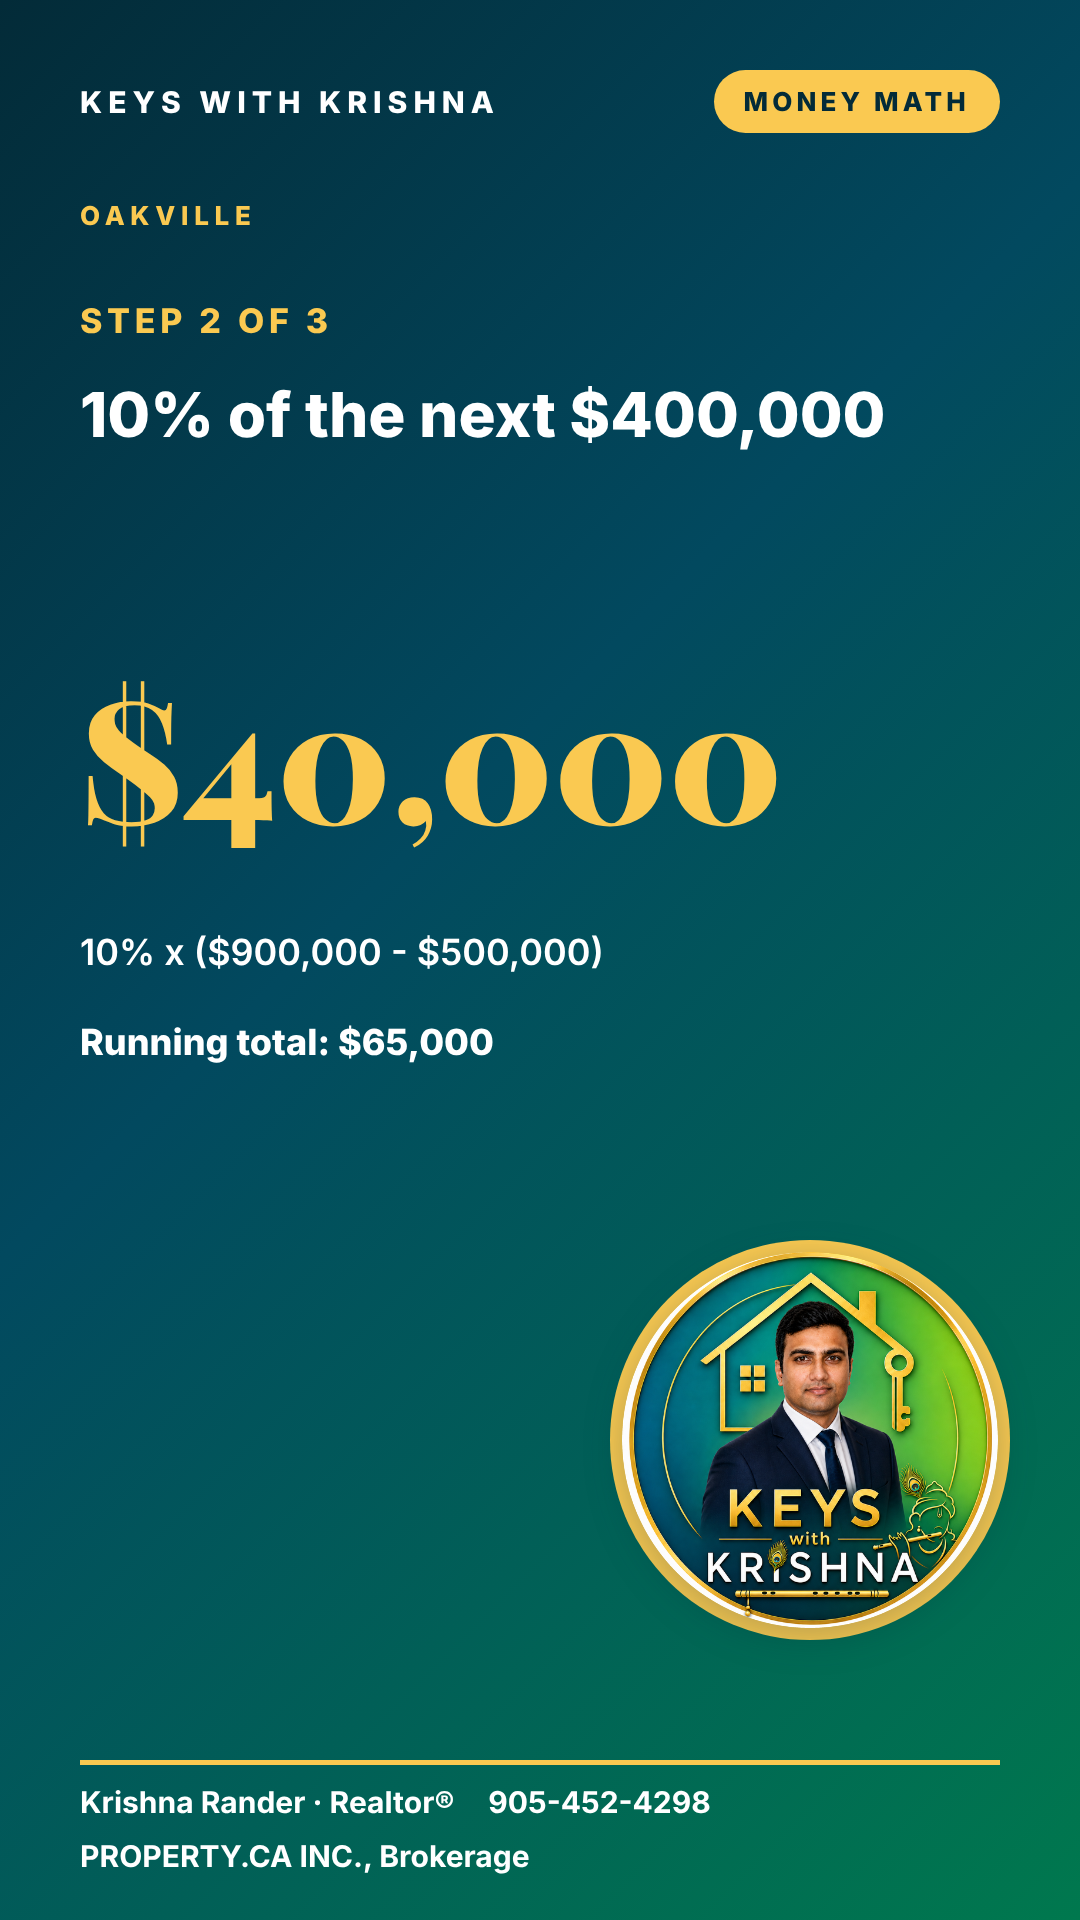 KEYS WITH KRISHNA
MONEY MATH
OAKVILLE
STEP 2 OF 3
10% of the next $400,000
$40,000
10% x ($900,000 - $500,000)
Running total: $65,000
KEYS
with
KRISHNA
Krishna Rander · Realtor® 905-452-4298
PROPERTY.CA INC., Brokerage